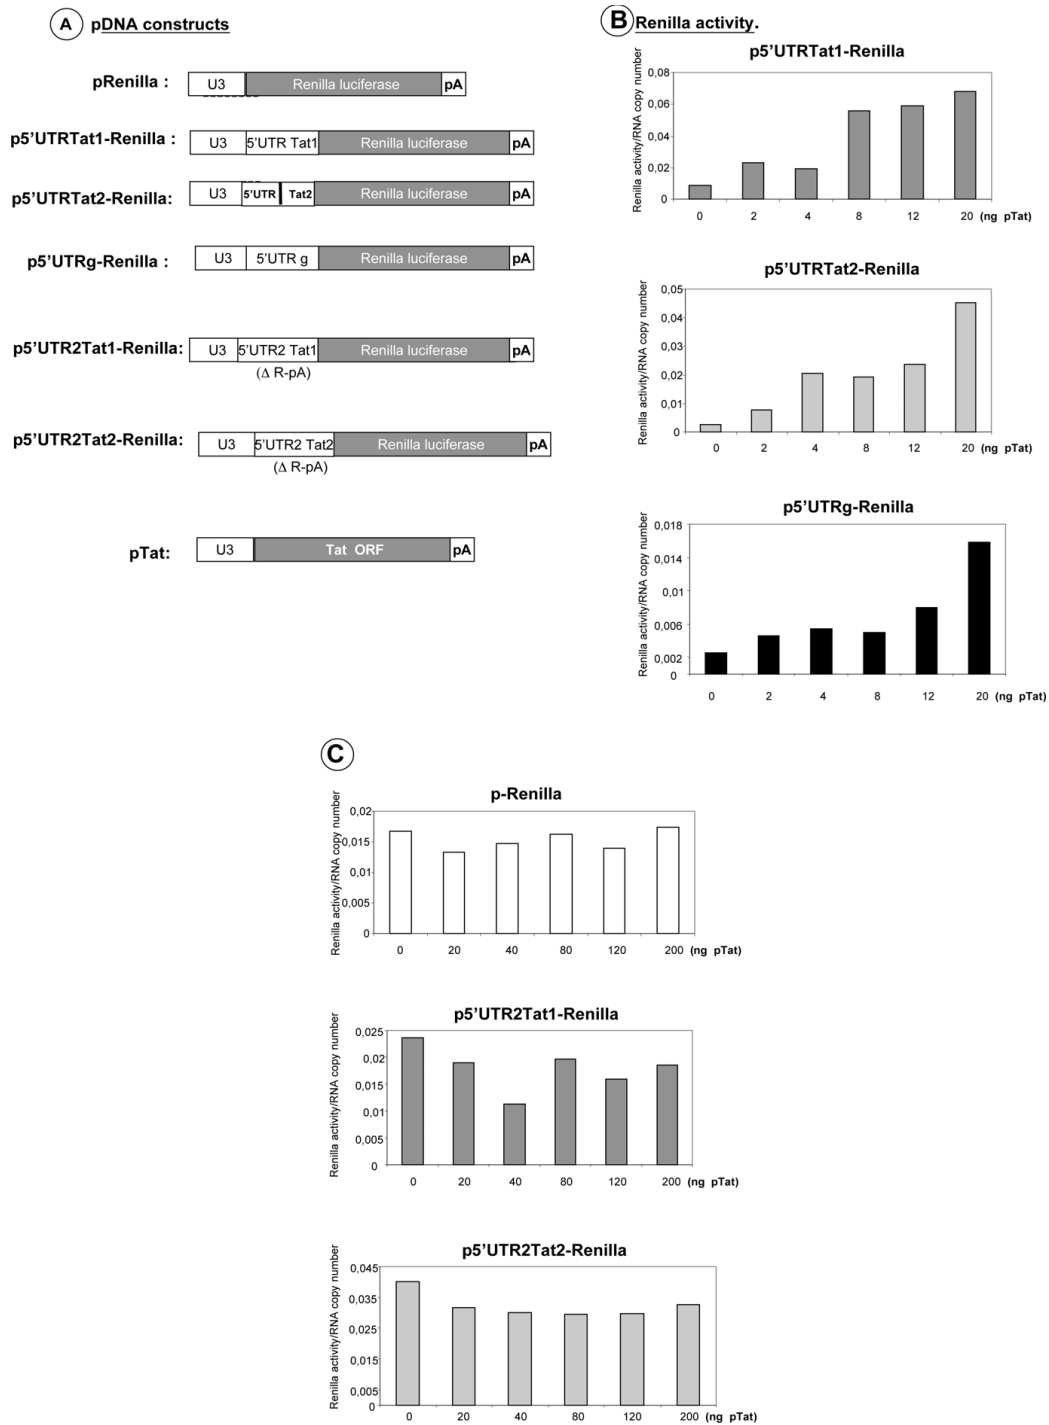 A pDNA constructs
pRenilla :
U3 Renilla luciferase pA
p5'UTRTat1-Renilla :
U3 5'UTR Tat1 Renilla luciferase pA
p5'UTRTat2-Renilla:
U3 5'UTR Tat2 Renilla luciferase pA
p5'UTRg-Renilla :
U3 5'UTR g Renilla luciferase pA
p5'UTR2Tat1-Renilla:
U3 5'UTR2 Tat1 Renilla luciferase pA
(Δ R-pA)
p5'UTR2Tat2-Renilla:
U3 5'UTR2 Tat2 Renilla luciferase pA
(Δ R-pA)
pTat:
U3 Tat ORF pA
B Renilla activity.
p5'UTRTat1-Renilla
Renilla activity/RNA copy number
0,08
0,06
0,04
0,02
0
0 2 4 8 12 20 (ng pTat)
p5'UTRTat2-Renilla
Renilla activity/RNA copy number
0,05
0,04
0,03
0,02
0,01
0
0 2 4 8 12 20 (ng pTat)
p5'UTRg-Renilla
Renilla activity/RNA copy number
0,018
0,014
0,01
0,006
0,002
0
0 2 4 8 12 20 (ng pTat)
C
p-Renilla
Renilla activity/RNA copy number
0,02
0,015
0,01
0,005
0
0 20 40 80 120 200 (ng pTat)
p5'UTR2Tat1-Renilla
Renilla activity/RNA copy number
0,025
0,02
0,015
0,01
0,005
0
0 20 40 80 120 200 (ng pTat)
p5'UTR2Tat2-Renilla
Renilla activity/RNA copy number
0,045
0,035
0,025
0,015
0,005
0
0 20 40 80 120 200 (ng pTat)